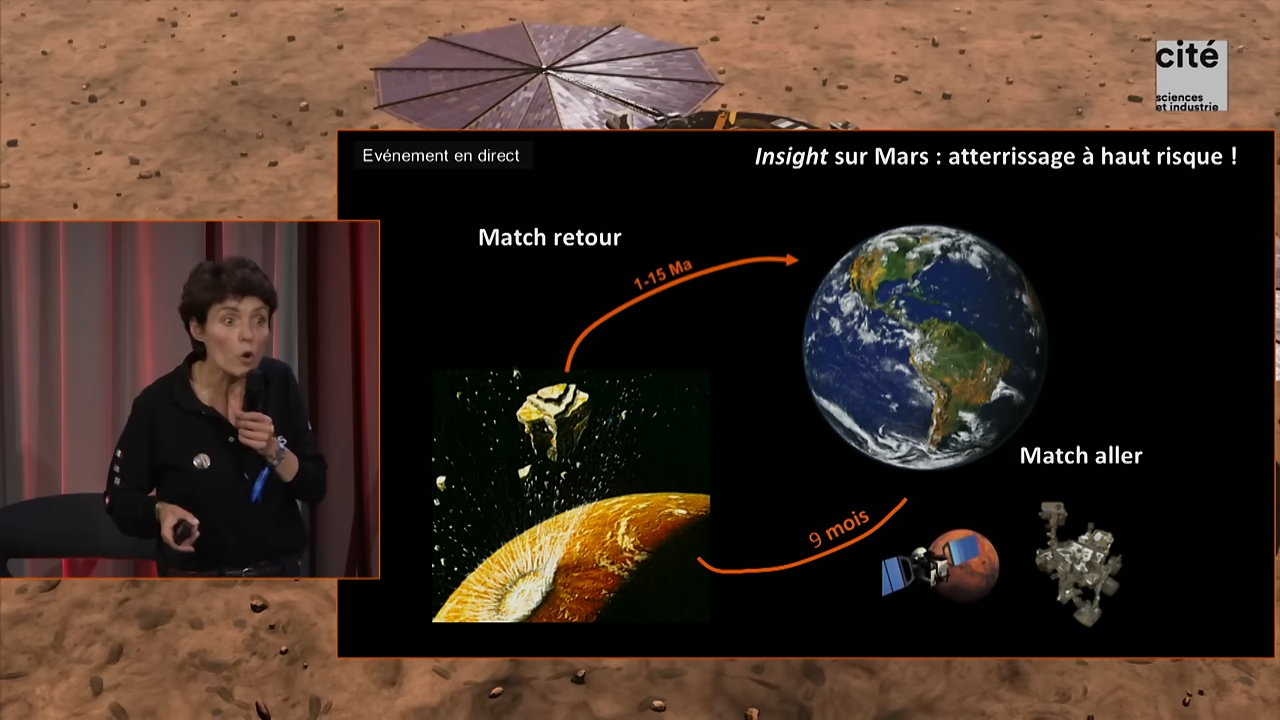 cité
sciences
et industrie
Evénement en direct
Insight sur Mars : atterrissage à haut risque !
Match retour
1-15 Ma
Match aller
9 mois